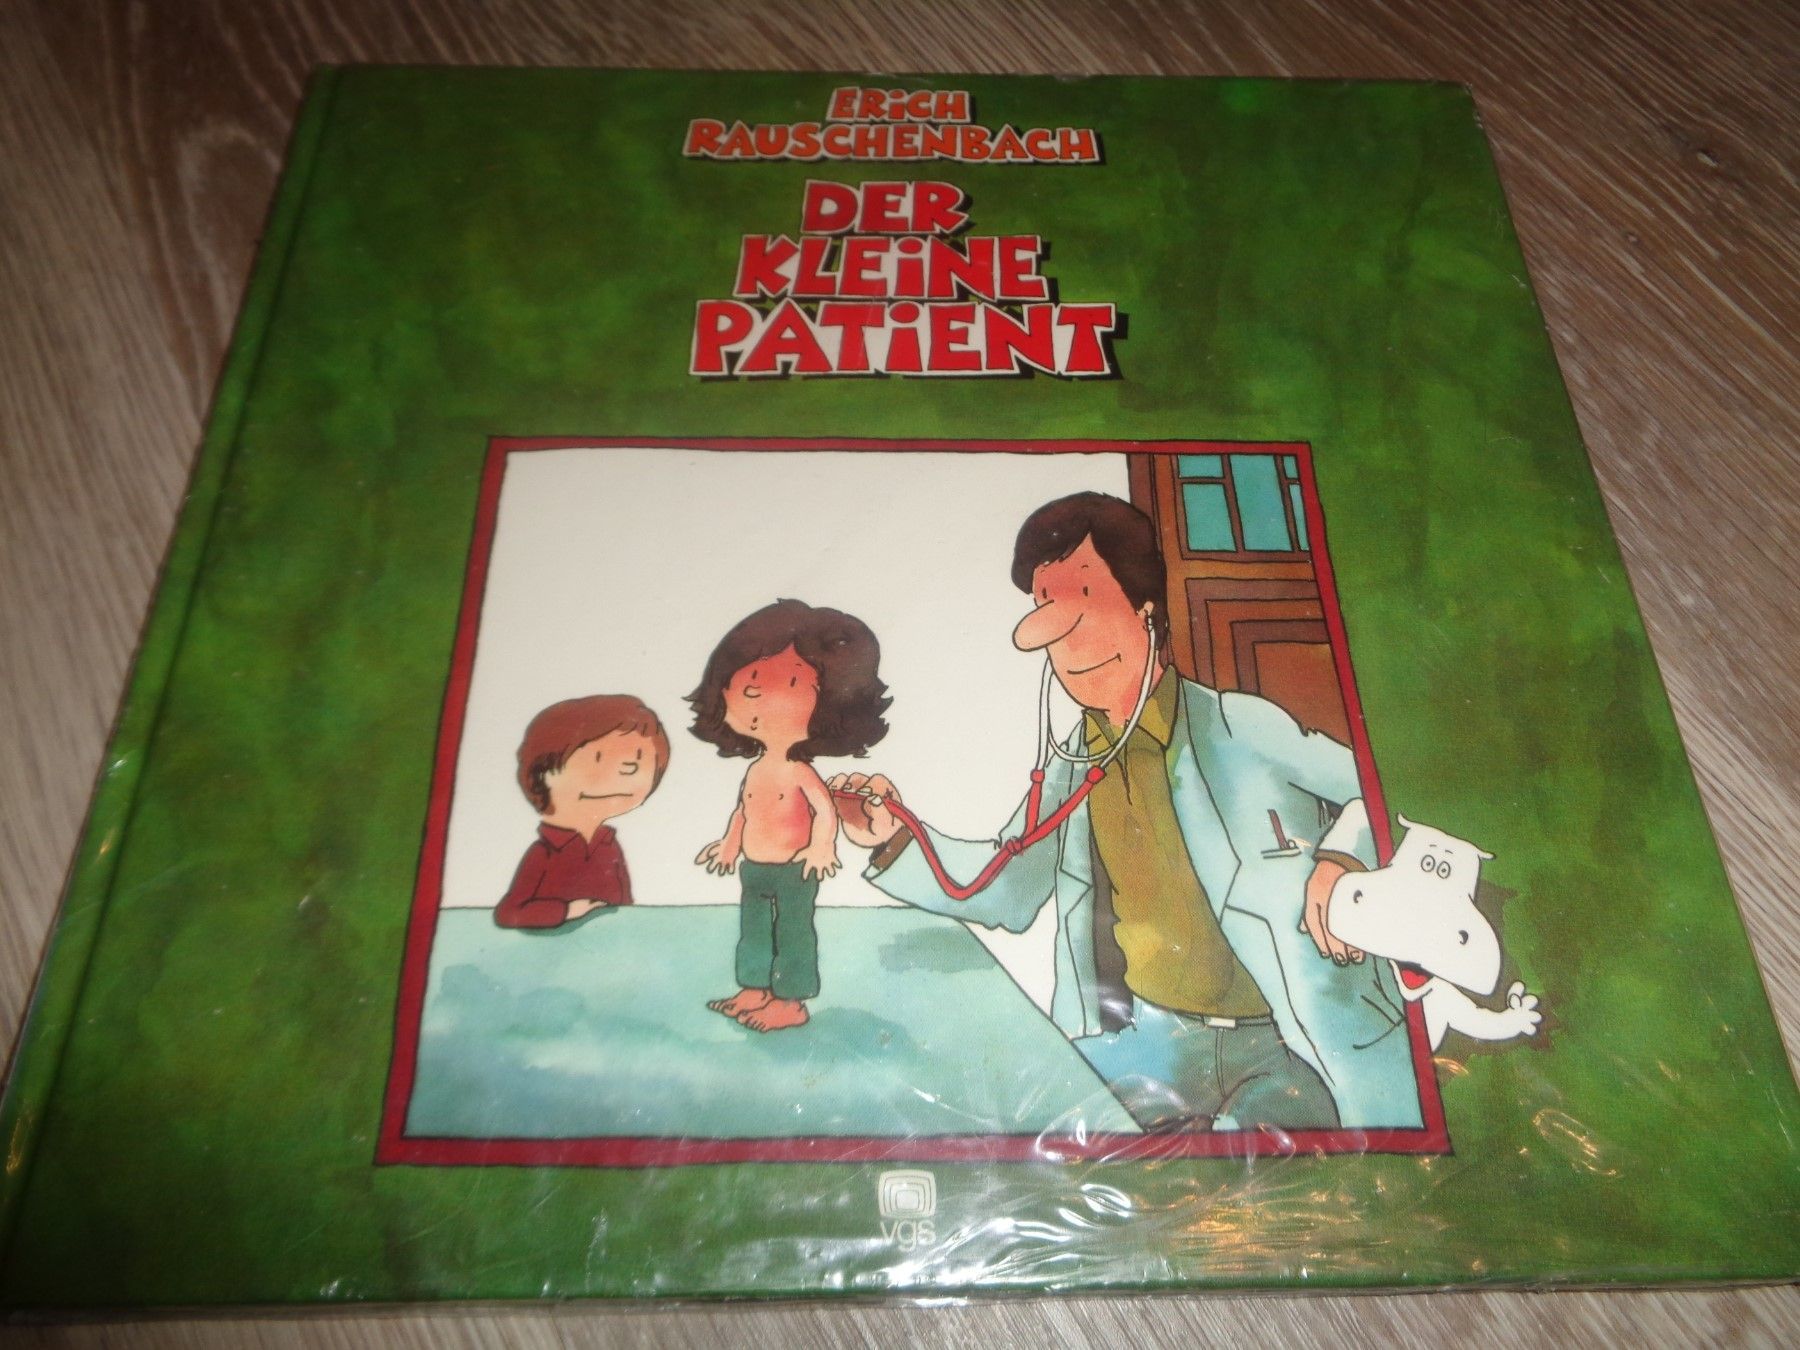 ERiCH
RAUSCHENBACH
DER
KLEiNE
PATiENT
vgs